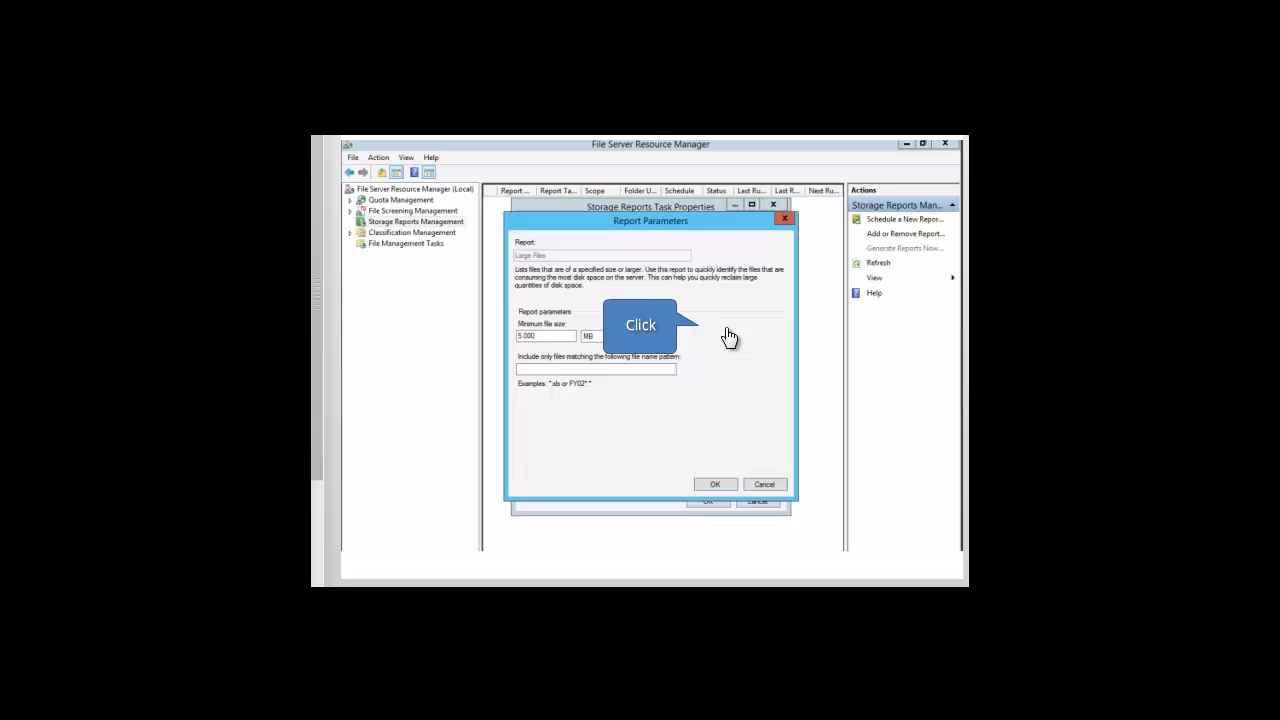 File Server Resource Manager
File Action View Help
File Server Resource Manager (Local)
Quota Management
File Screening Management
Storage Reports Management
Classification Management
File Management Tasks
Report ... Report Ta... Scope Folder U... Schedule Status Last Ru... Last R... Next Ru...
Storage Reports Task Properties
Report Parameters
Report:
Large Files
Lists files that are of a specified size or larger. Use this report to quickly identify the files that are
consuming the most disk space on the server. This can help you quickly reclaim large
quantities of disk space.
Report parameters
Minimum file size:
5.000 MB
Click
Include only files matching the following file name pattern:
Examples: *.xls or FY02*.*
OK Cancel
OK Cancel
Actions
Storage Reports Man...
Schedule a New Repor...
Add or Remove Report...
Generate Reports Now...
Refresh
View
Help